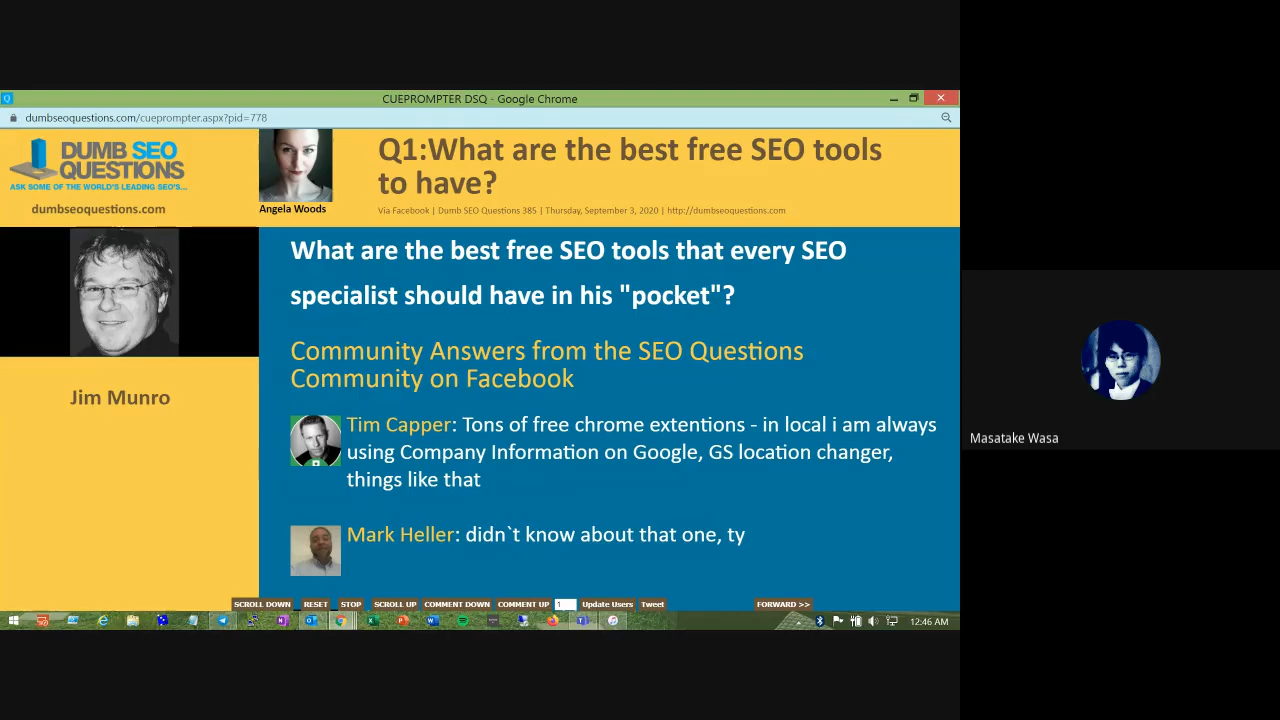 CUEPROMPTER DSQ - Google Chrome
dumbseoquestions.com/cueprompter.aspx?pid=778
DUMB SEO
QUESTIONS
ASK SOME OF THE WORLD'S LEADING SEO'S...
dumbseoquestions.com
Angela Woods
Q1:What are the best free SEO tools
to have?
Via Facebook | Dumb SEO Questions 385 | Thursday, September 3, 2020 | http://dumbseoquestions.com
Jim Munro
What are the best free SEO tools that every SEO
specialist should have in his "pocket"?
Community Answers from the SEO Questions
Community on Facebook
Tim Capper: Tons of free chrome extentions - in local i am always
using Company Information on Google, GS location changer,
things like that
Mark Heller: didn`t know about that one, ty
SCROLL DOWN RESET STOP SCROLL UP COMMENT DOWN COMMENT UP 1 Update Users Tweet FORWARD >>
12:46 AM
Masatake Wasa